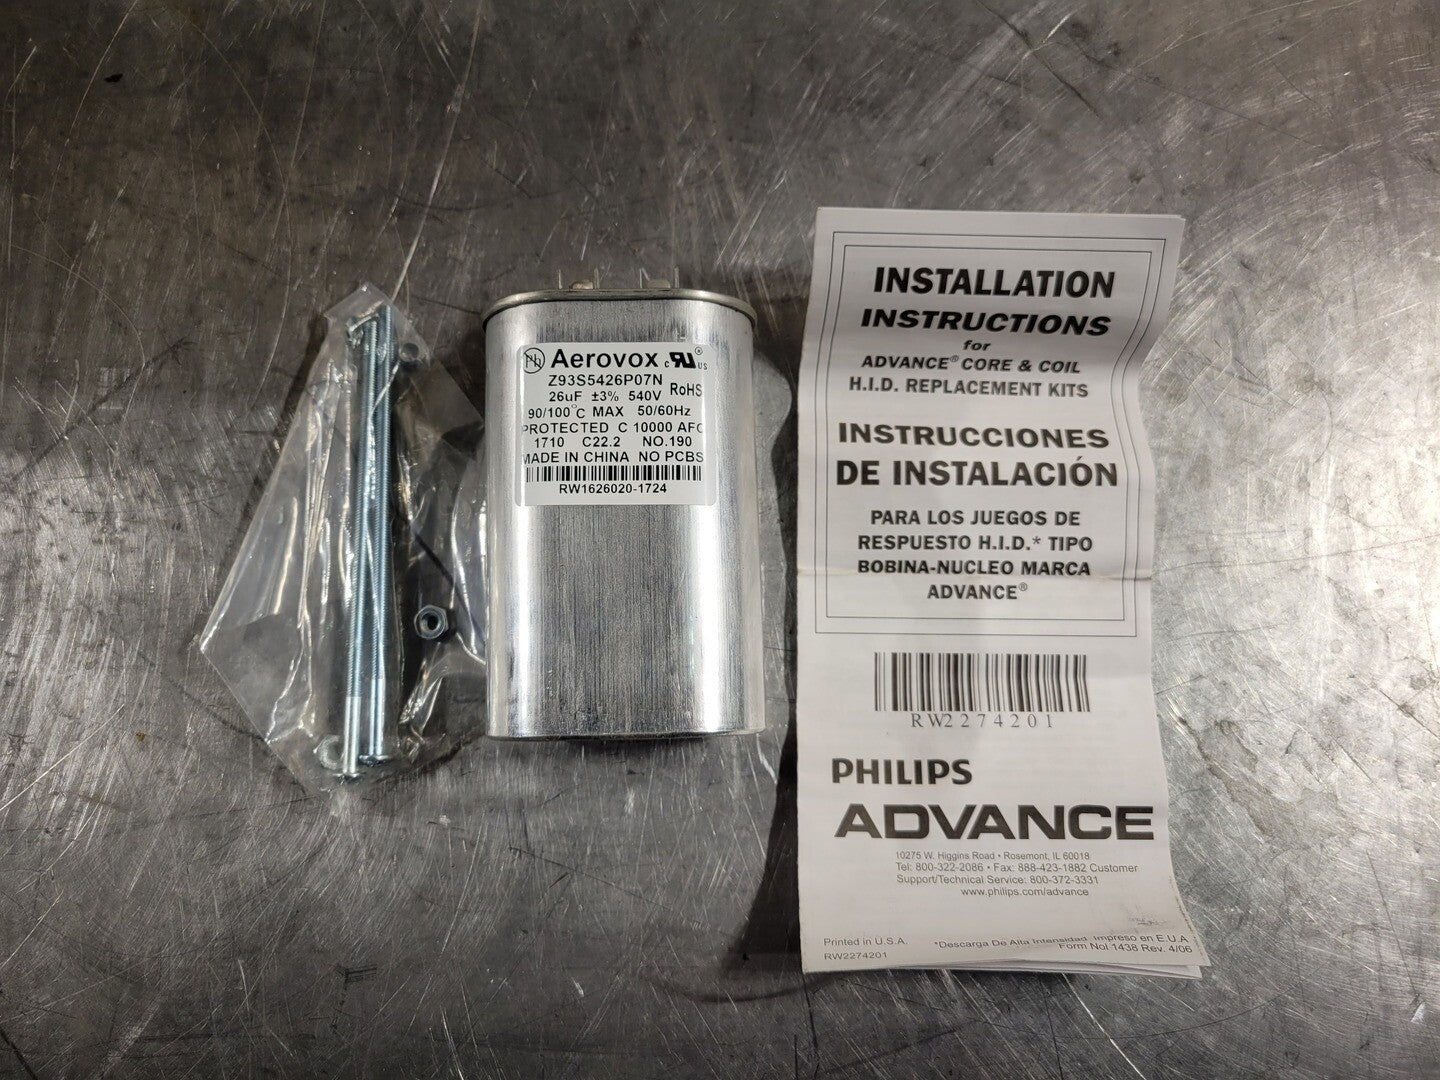 Aerovox c RU ® US
Z93S5426P07N RoHS
26uF ±3% 540V
90/100°C MAX 50/60Hz
PROTECTED C 10000 AFC
1710 C22.2 NO.190
MADE IN CHINA NO PCBS
RW1626020-1724
INSTALLATION
INSTRUCTIONS
for
ADVANCE® CORE & COIL
H.I.D. REPLACEMENT KITS
INSTRUCCIONES
DE INSTALACIÓN
PARA LOS JUEGOS DE
RESPUESTO H.I.D.* TIPO
BOBINA-NUCLEO MARCA
ADVANCE®
RW2274201
PHILIPS
ADVANCE
10275 W. Higgins Road • Rosemont, IL 60018
Tel: 800-322-2086 • Fax: 888-423-1882 Customer
Support/Technical Service: 800-372-3331
www.philips.com/advance
Printed in U.S.A. *Descarga De Alta Intensidad Impreso en E.U.A.
RW2274201 Form Nol 1438 Rev. 4/06